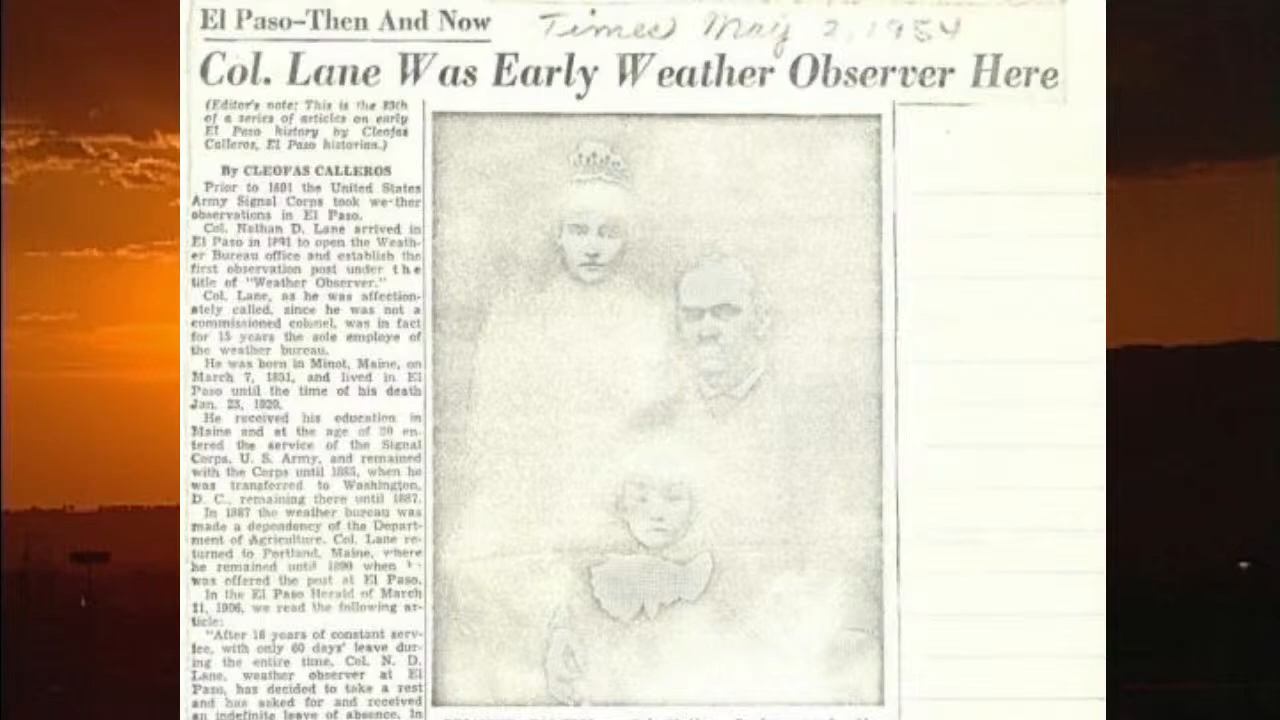 El Paso–Then And Now
Times May 2, 1954
Col. Lane Was Early Weather Observer Here
(Editor's note: This is the 89th
of a series of articles on early
El Paso history by Cleofas
Calleros, El Paso historian.)
By CLEOFAS CALLEROS
Prior to 1891 the United States
Army Signal Corps took we-ther
observations in El Paso.
Col. Nathan D. Lane arrived in
El Paso in 1891 to open the Weath-
er Bureau office and establish the
first observation post under the
title of "Weather Observer."
Col. Lane, as he was affection-
ately called, since he was not a
commissioned colonel, was in fact
for 15 years the sole employe of
the weather bureau.
He was born in Minot, Maine, on
March 7, 1851, and lived in El
Paso until the time of his death
Jan. 23, 1920.
He received his education in
Maine and at the age of 20 en-
tered the service of the Signal
Corps, U. S. Army, and remained
with the Corps until 1885, when he
was transferred to Washington,
D. C., remaining there until 1887.
In 1887 the weather bureau was
made a dependency of the Depart-
ment of Agriculture. Col. Lane re-
turned to Portland, Maine, where
he remained until 1890 when
was offered the post at El Paso.
In the El Paso Herald of March
11, 1906, we read the following ar-
ticle:
"After 16 years of constant serv-
ice, with only 60 days' leave dur-
ing the entire time, Col. N. D.
Lane, weather observer at El
Paso, has decided to take a rest
and has asked for and received
an indefinite leave of absence. In